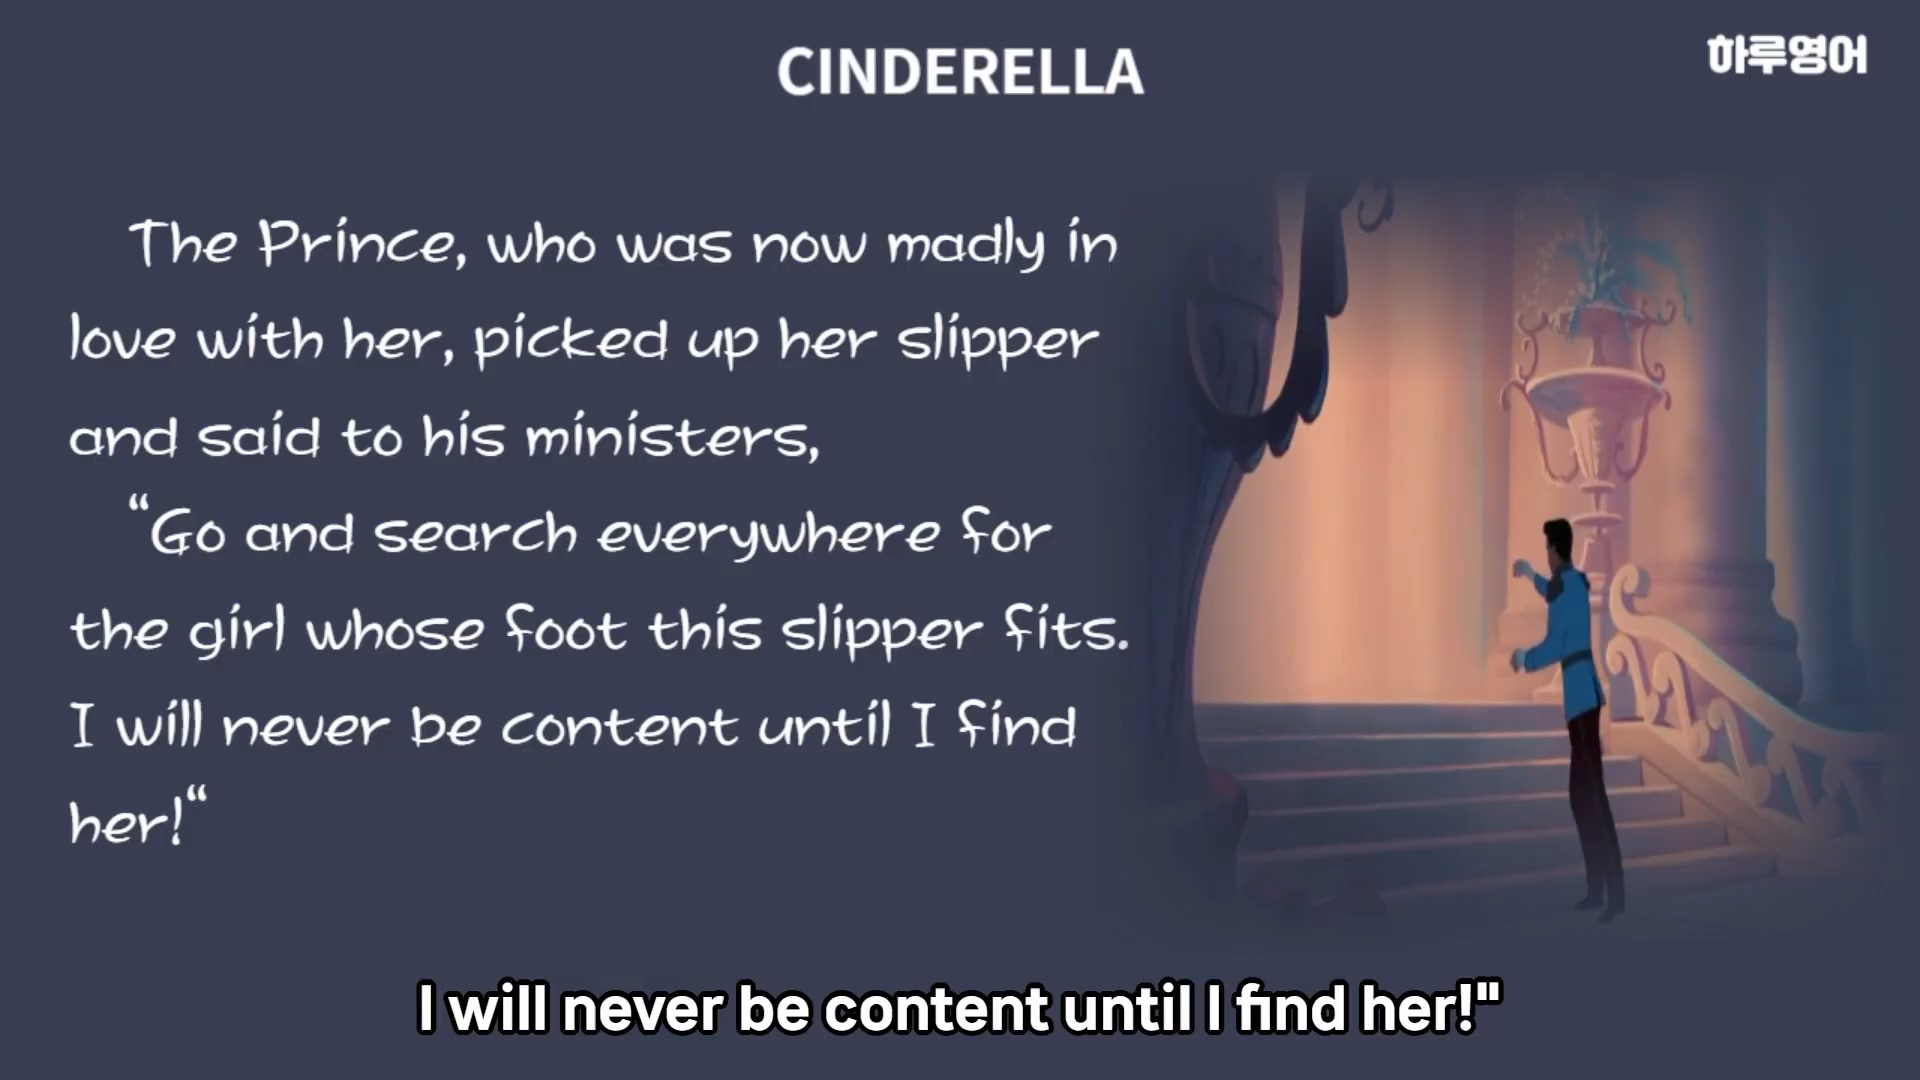 CINDERELLA
하루영어
The Prince, who was now madly in
love with her, picked up her slipper
and said to his ministers,
“Go and search everywhere for
the girl whose foot this slipper fits.
I will never be content until I find
her!“
I will never be content until I find her!"